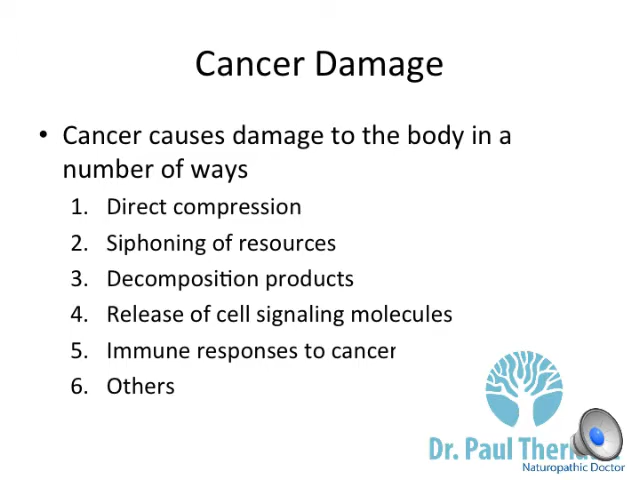 Cancer Damage
• Cancer causes damage to the body in a
number of ways
1. Direct compression
2. Siphoning of resources
3. Decomposition products
4. Release of cell signaling molecules
5. Immune responses to cancer
6. Others
Dr. Paul
Naturopathic Doctor